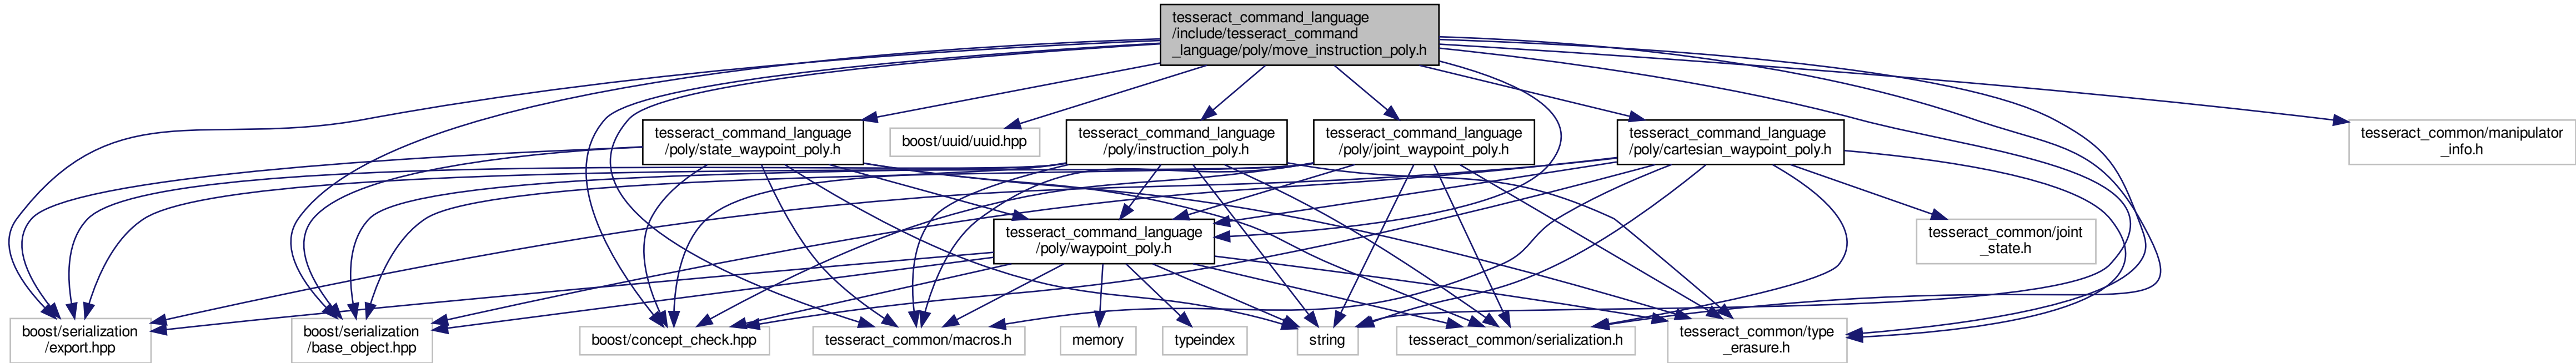 tesseract_command_language
/include/tesseract_command
_language/poly/move_instruction_poly.h
tesseract_command_language
/poly/state_waypoint_poly.h
boost/uuid/uuid.hpp
tesseract_command_language
/poly/instruction_poly.h
tesseract_command_language
/poly/joint_waypoint_poly.h
tesseract_command_language
/poly/cartesian_waypoint_poly.h
tesseract_common/manipulator
_info.h
tesseract_command_language
/poly/waypoint_poly.h
tesseract_common/joint
_state.h
boost/serialization
/export.hpp
boost/serialization
/base_object.hpp
boost/concept_check.hpp
tesseract_common/macros.h
memory
typeindex
string
tesseract_common/serialization.h
tesseract_common/type
_erasure.h